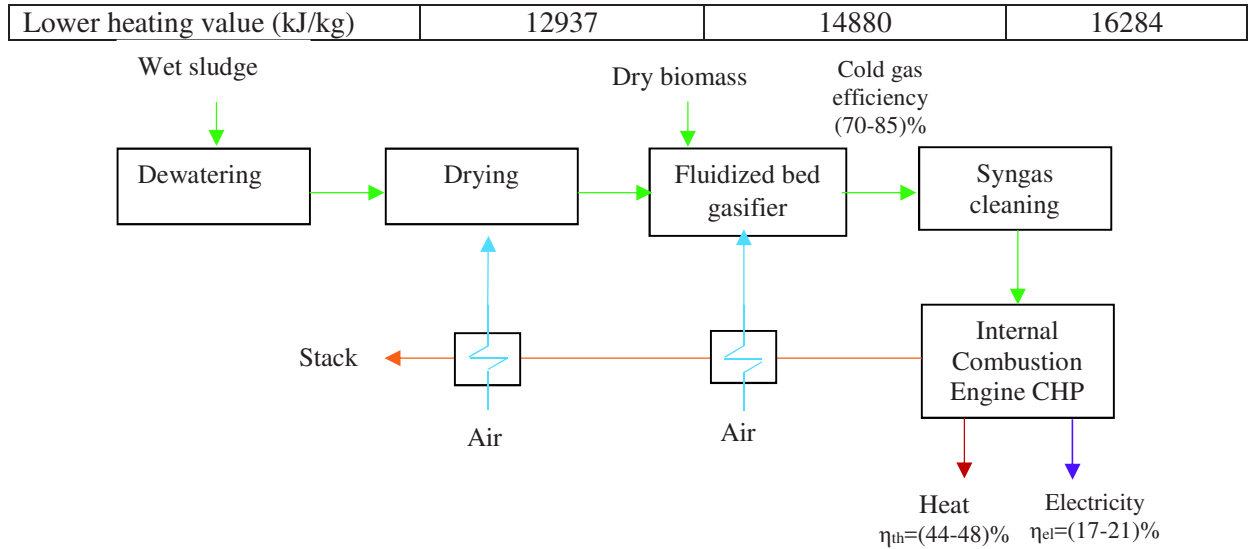 Lower heating value (kJ/kg) 12937 14880 16284
Wet sludge
Dry biomass
Cold gas
efficiency
(70-85)%
Dewatering
Drying
Fluidized bed
gasifier
Syngas
cleaning
Stack
Internal
Combustion
Engine CHP
Air
Air
Heat
ηth=(44-48)%
Electricity
ηel=(17-21)%